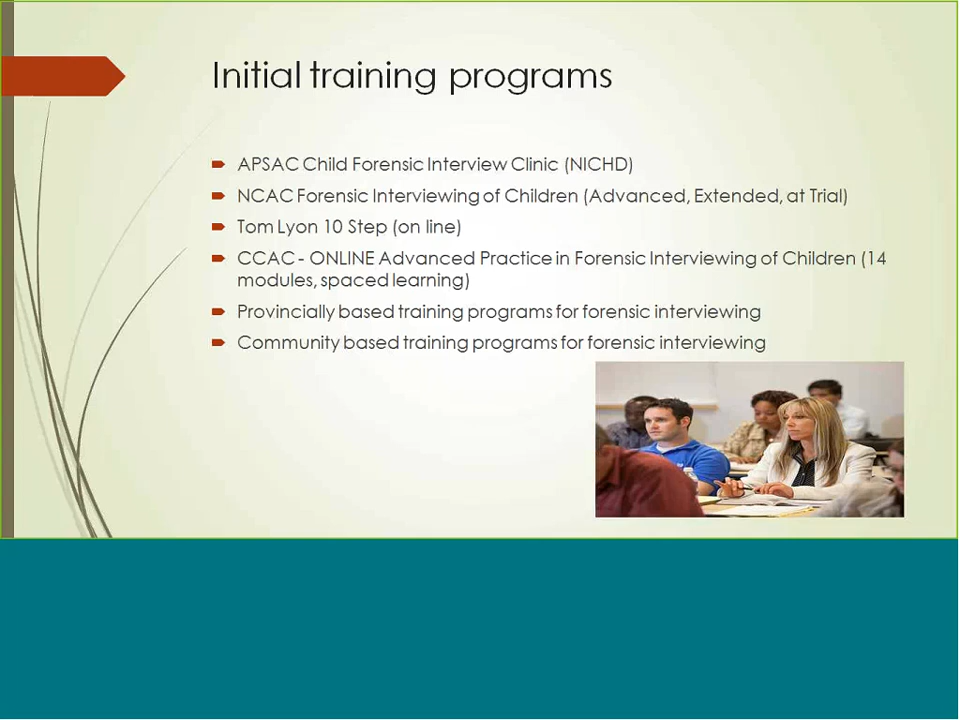 Initial training programs
APSAC Child Forensic Interview Clinic (NICHD)
NCAC Forensic Interviewing of Children (Advanced, Extended, at Trial)
Tom Lyon 10 Step (on line)
CCAC - ONLINE Advanced Practice in Forensic Interviewing of Children (14
modules, spaced learning)
Provincially based training programs for forensic interviewing
Community based training programs for forensic interviewing